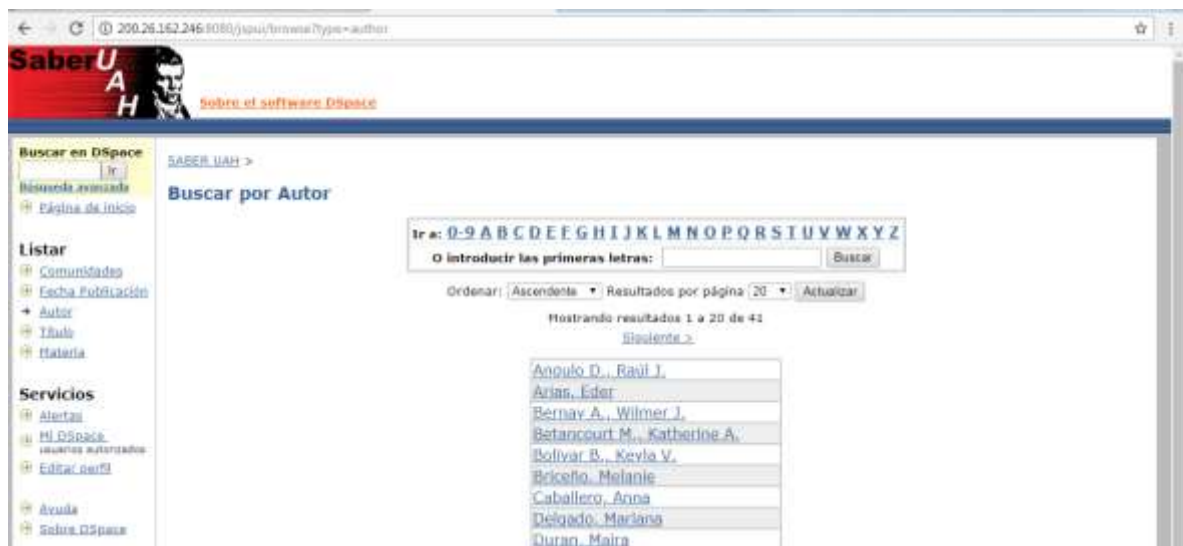 200.26.162.246:8080/jspui/browse?type=author
SaberUAH
Sobre el software DSpace
Buscar en DSpace
Ir
Búsqueda avanzada
Página de inicio
Listar
Comunidades
Fecha Publicación
Autor
Título
Materia
Servicios
Alertas
Mi DSpace
usuarios autorizados
Editar perfil
Ayuda
Sobre DSpace
SABER UAH >
Buscar por Autor
Ir a: 0-9 A B C D E F G H I J K L M N O P Q R S T U V W X Y Z
O introducir las primeras letras: Buscar
Ordenar: Ascendente Resultados por página 20 Actualizar
Mostrando resultados 1 a 20 de 41
Siguiente >
Angulo D., Raúl J.
Arias, Eder
Bernay A., Wilmer J.
Betancourt M., Katherine A.
Bolivar B., Keyla V.
Briceño, Melanie
Caballero, Anna
Delgado, Mariana
Duran, Maira